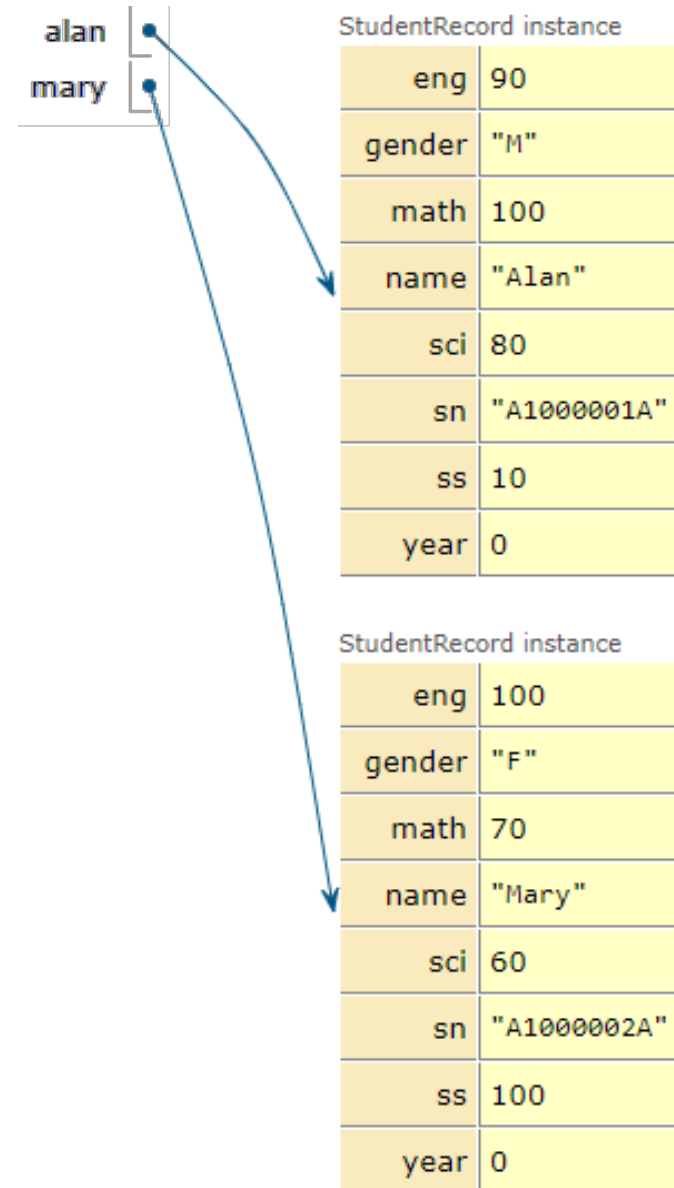 alan
mary
StudentRecord instance
eng 90
gender "M"
math 100
name "Alan"
sci 80
sn "A1000001A"
ss 10
year 0
StudentRecord instance
eng 100
gender "F"
math 70
name "Mary"
sci 60
sn "A1000002A"
ss 100
year 0